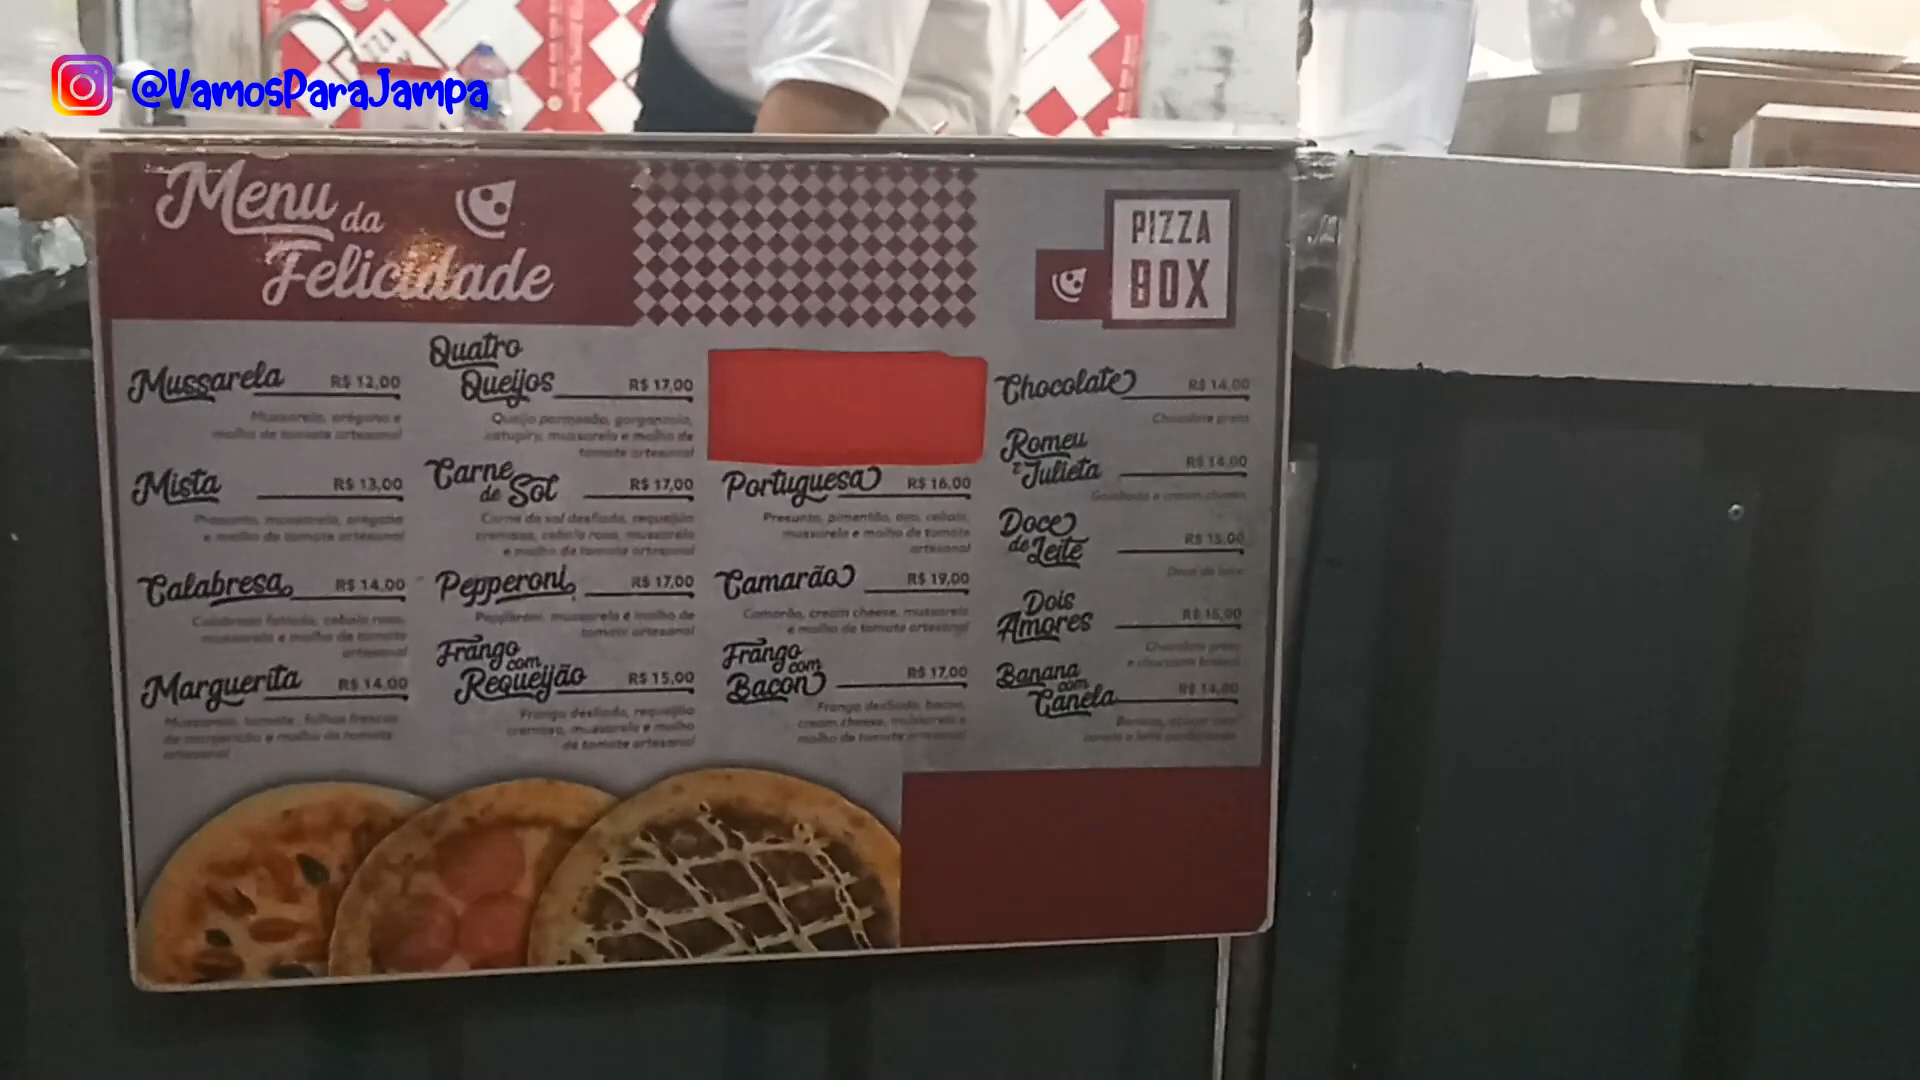 @VamosParaJampa
Menu da
Felicidade
PIZZA
BOX
Mussarela R$ 12,00
Mussarela, orégano e
molho de tomate artesanal
Mista R$ 13,00
Presunto, mussarela, orégano
e molho de tomate artesanal
Calabresa R$ 14,00
Calabresa fatiada, cebola roxa,
mussarela e molho de tomate
artesanal
Marguerita R$ 14,00
Mussarela, tomate, folhas frescas
de manjericão e molho de tomate
artesanal
Quatro
Queijos R$ 17,00
Queijo parmesão, gorgonzola,
catupiry, mussarela e molho de
tomate artesanal
Carne
de Sol R$ 17,00
Carne de sol desfiada, requeijão
cremoso, cebola roxa, mussarela
e molho de tomate artesanal
Pepperoni R$ 17,00
Pepperoni, mussarela e molho de
tomate artesanal
Frango
com
Requeijão R$ 15,00
Frango desfiado, requeijão
cremoso, mussarela e molho
de tomate artesanal
Portuguesa R$ 16,00
Presunto, pimentão, ovo, cebola,
mussarela e molho de tomate
artesanal
Camarão R$ 19,00
Camarão, cream cheese, mussarela
e molho de tomate artesanal
Frango
com
Bacon R$ 17,00
Frango desfiado, bacon,
cream cheese, mussarela e
molho de tomate artesanal
Chocolate R$ 14,00
Chocolate preto
Romeu
e Julieta R$ 14,00
Goiabada e cream cheese
Doce
de Leite R$ 15,00
Doce de leite
Dois
Amores R$ 15,00
Chocolate preto
e chocolate branco
Banana
com
Canela R$ 14,00
Banana, açúcar com
canela e leite condensado